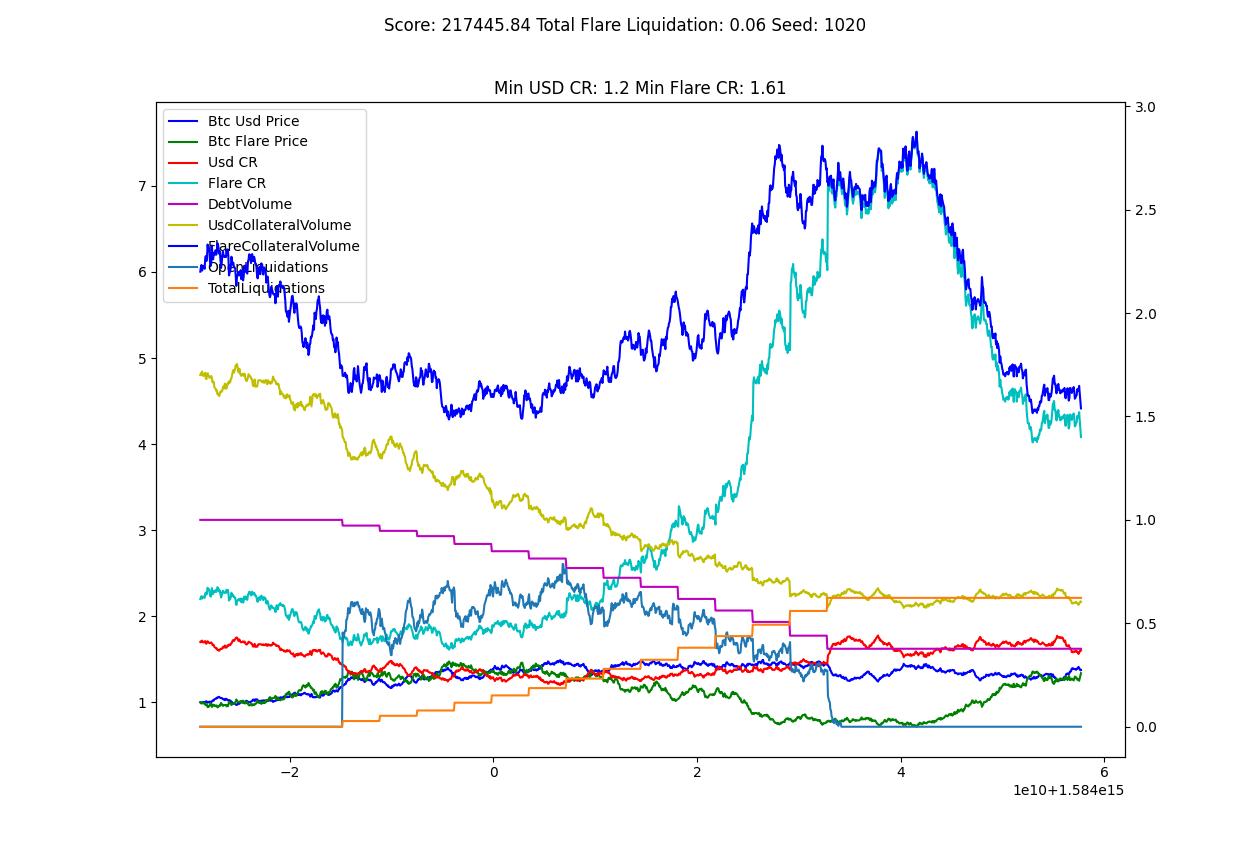 Score: 217445.84 Total Flare Liquidation: 0.06 Seed: 1020
Min USD CR: 1.2 Min Flare CR: 1.61
Btc Usd Price
Btc Flare Price
Usd CR
Flare CR
DebtVolume
UsdCollateralVolume
FlareCollateralVolume
OpenLiquidations
TotalLiquidations
7
6
5
4
3
2
1
3.0
2.5
2.0
1.5
1.0
0.5
0.0
−2
0
2
4
6
1e10+1.584e15